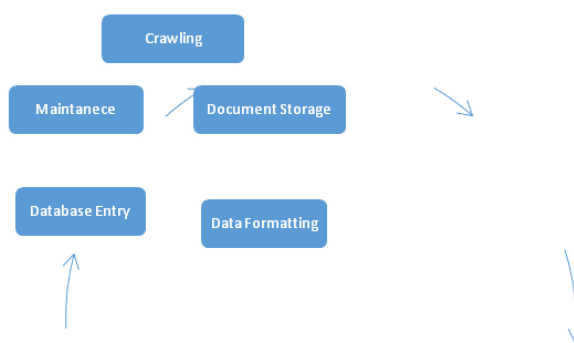 Crawling
Maintanece
Document Storage
Database Entry
Data Formatting